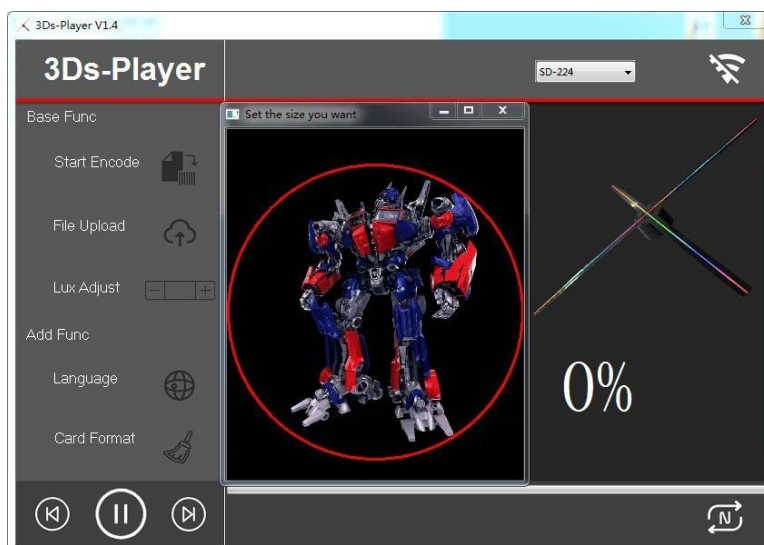 3Ds-Player V1.4
3Ds-Player
SD-224
Base Func
Set the size you want
Start Encode
File Upload
Lux Adjust
Add Func
Language
0%
Card Format
N